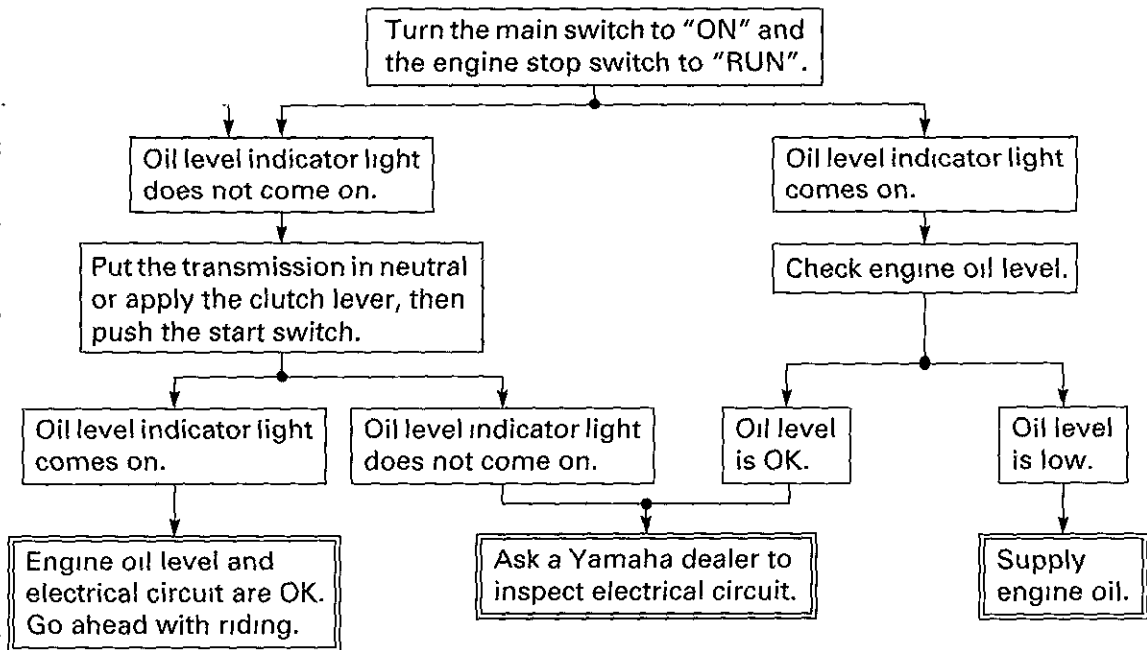 Turn the main switch to "ON" and
the engine stop switch to "RUN".
Oil level indicator light
does not come on.
Oil level indicator light
comes on.
Put the transmission in neutral
or apply the clutch lever, then
push the start switch.
Check engine oil level.
Oil level indicator light
comes on.
Oil level indicator light
does not come on.
Oil level
is OK.
Oil level
is low.
Engine oil level and
electrical circuit are OK.
Go ahead with riding.
Ask a Yamaha dealer to
inspect electrical circuit.
Supply
engine oil.